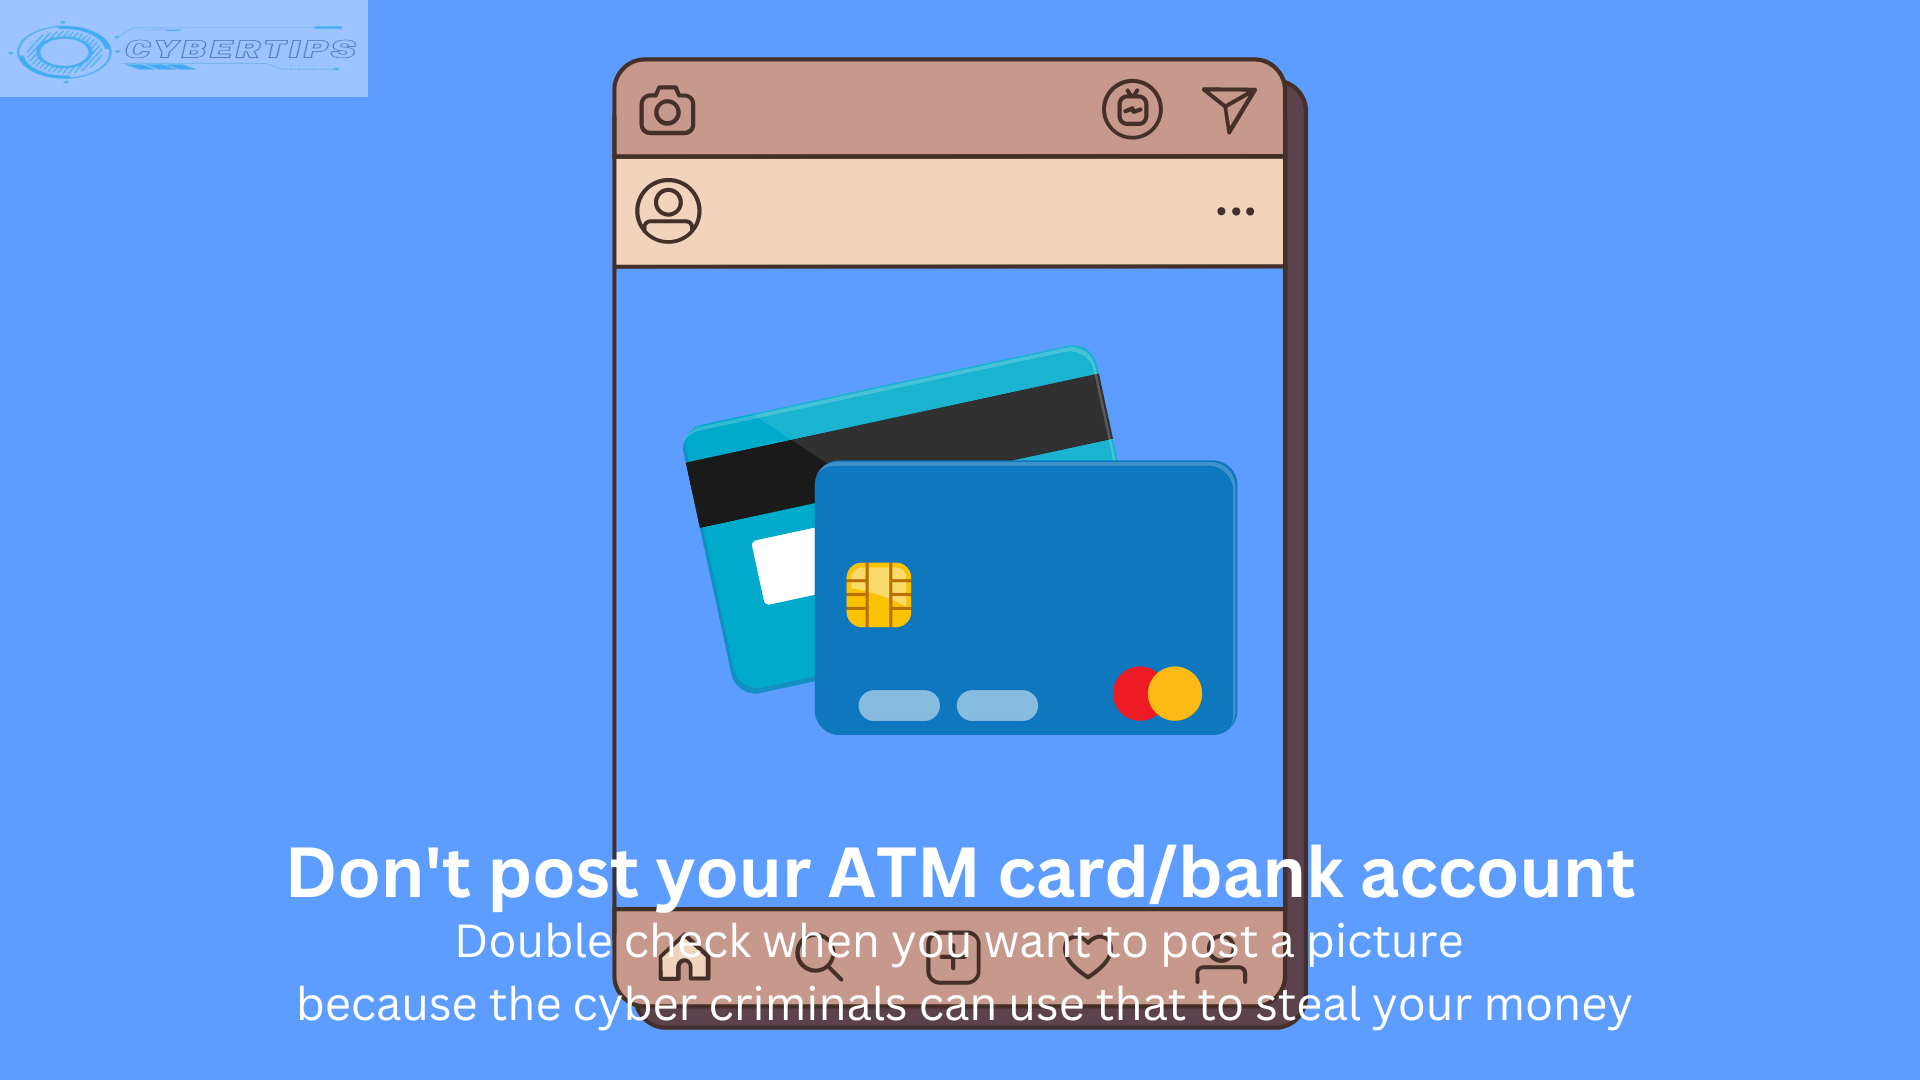 CYBERTIPS
Don't post your ATM card/bank account
Double check when you want to post a picture
because the cyber criminals can use that to steal your money